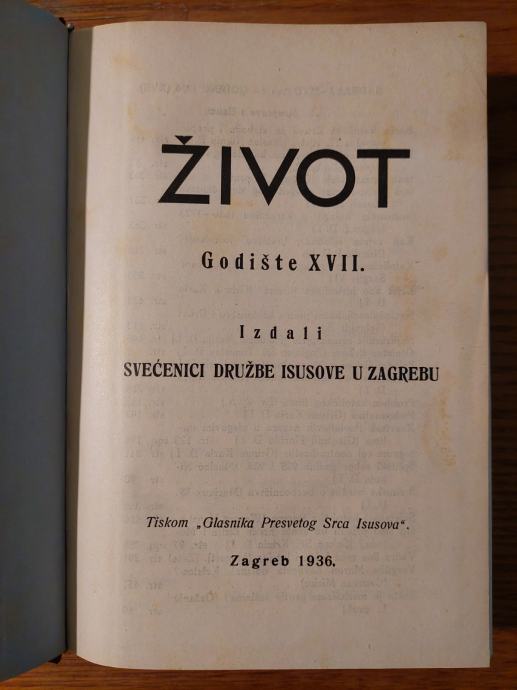 ŽIVOT
Godište XVII.
Izdali
SVEĆENICI DRUŽBE ISUSOVE U ZAGREBU
Tiskom „Glasnika Presvetog Srca Isusova“.
Zagreb 1936.